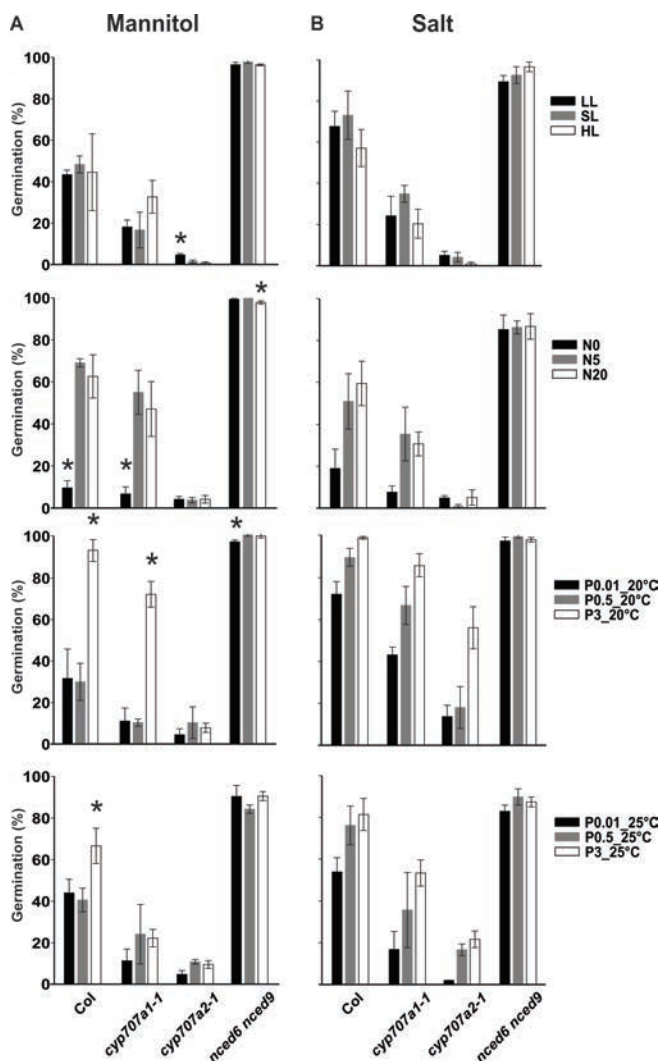 A Mannitol B Salt
Germination (%)
100
80
60
40
20
0
*
LL
SL
HL
Germination (%)
100
80
60
40
20
0
* * *
N0
N5
N20
Germination (%)
100
80
60
40
20
0
* * *
P0.01_20°C
P0.5_20°C
P3_20°C
Germination (%)
100
80
60
40
20
0
*
P0.01_25°C
P0.5_25°C
P3_25°C
Col cyp707a1-1 cyp707a2-1 nced6 nced9 Col cyp707a1-1 cyp707a2-1 nced6 nced9